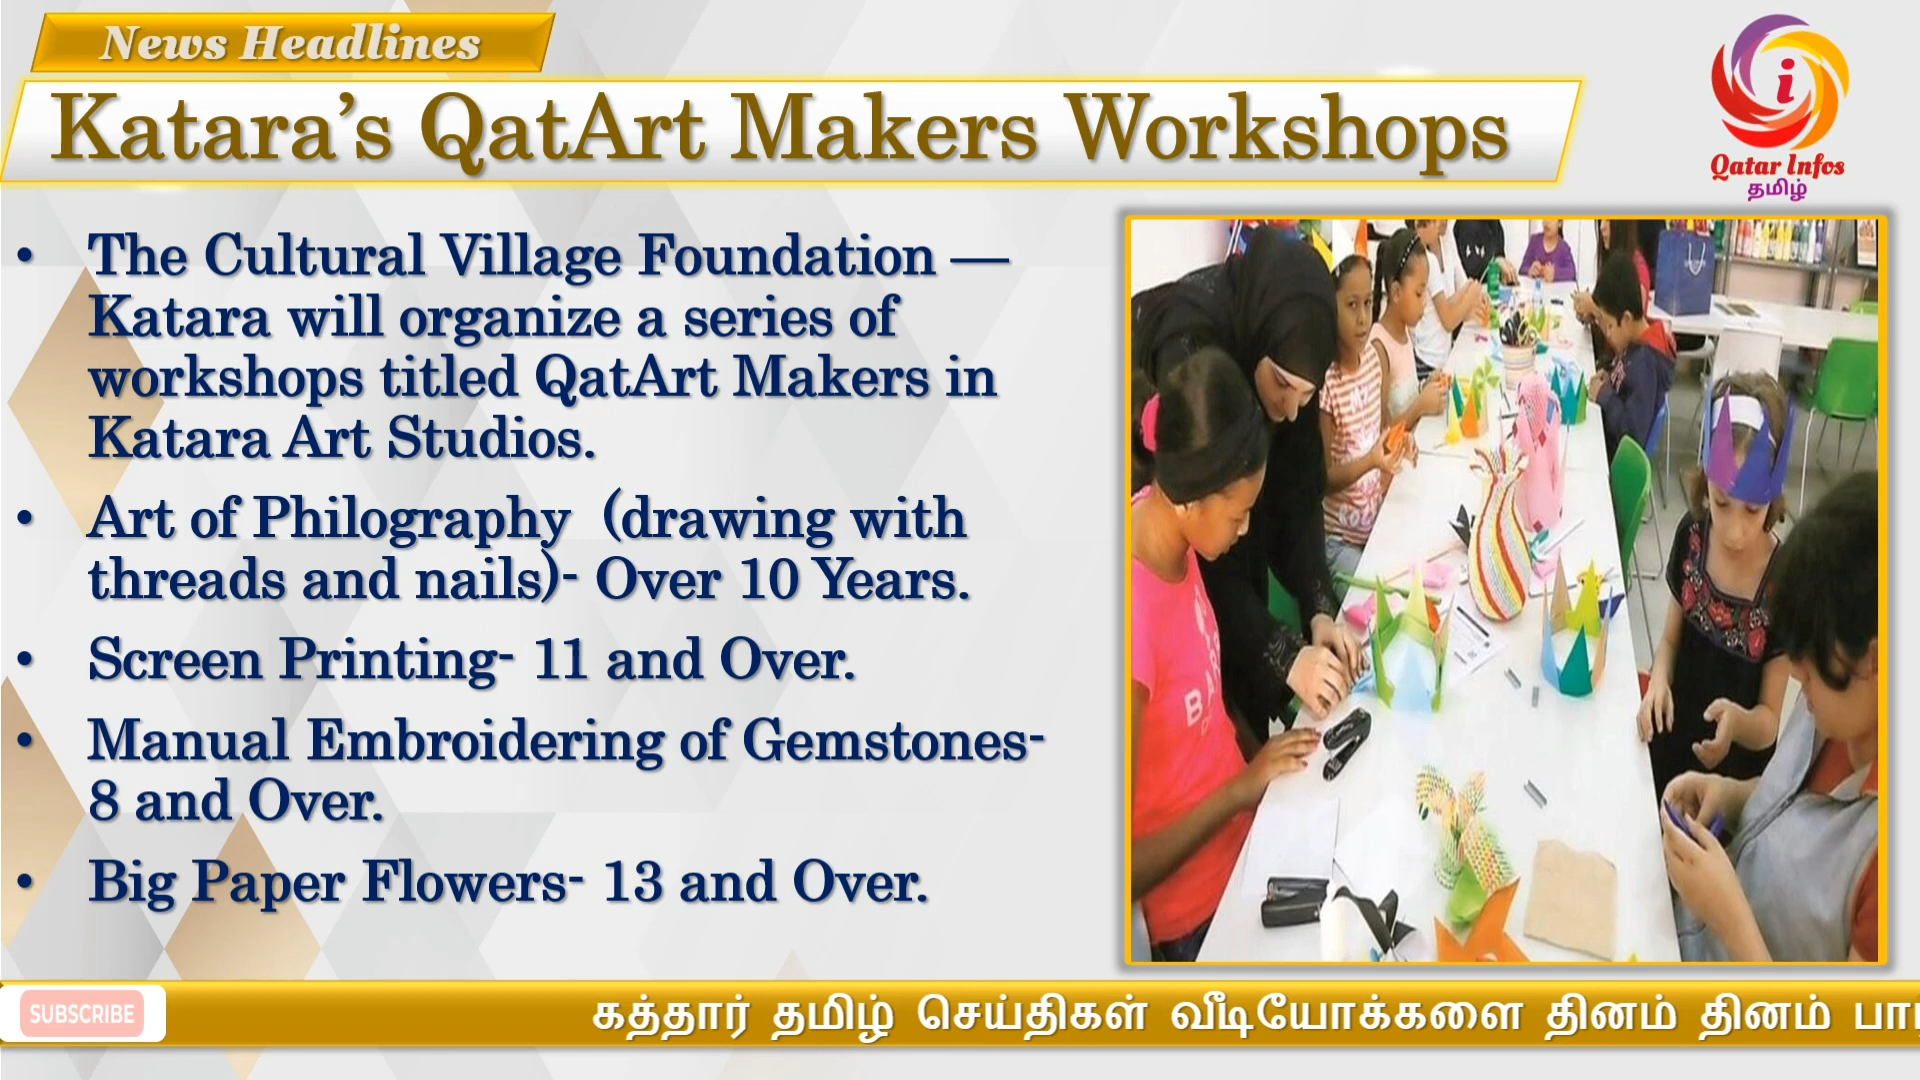 News Headlines
Katara's QatArt Makers Workshops
i
Qatar Infos
தமிழ்
• The Cultural Village Foundation —
Katara will organize a series of
workshops titled QatArt Makers in
Katara Art Studios.
• Art of Philography (drawing with
threads and nails)- Over 10 Years.
• Screen Printing- 11 and Over.
• Manual Embroidering of Gemstones-
8 and Over.
• Big Paper Flowers- 13 and Over.
SUBSCRIBE
கத்தார் தமிழ் செய்திகள் வீடியோக்களை தினம் தினம்